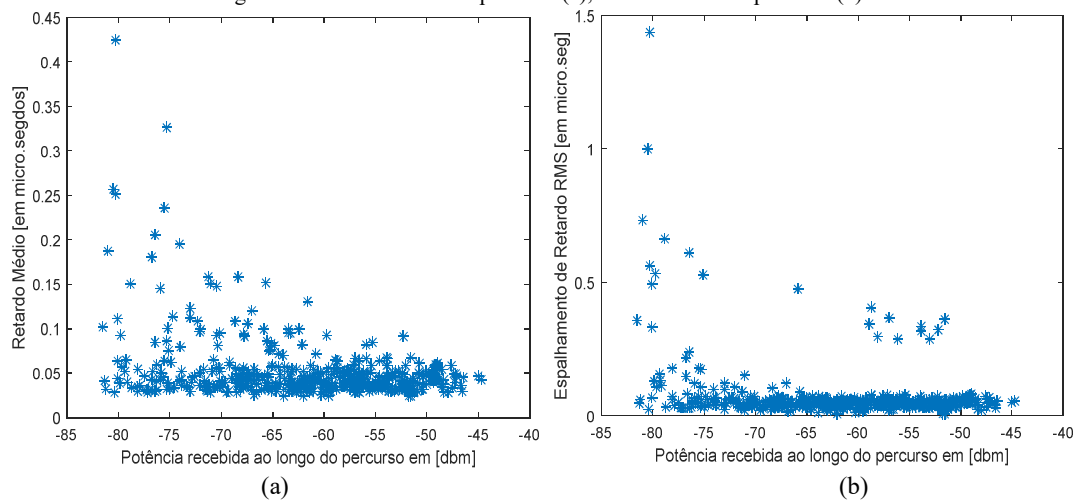 0.45
0.4
0.35
0.3
0.25
0.2
0.15
0.1
0.05
0
Retardo Médio [em micro.segdos]
-85 -80 -75 -70 -65 -60 -55 -50 -45 -40
Potência recebida ao longo do percurso em [dbm]
(a)
1.5
1
0.5
0
Espalhamento de Retardo RMS [em micro.seg]
-85 -80 -75 -70 -65 -60 -55 -50 -45 -40
Potência recebida ao longo do percurso em [dbm]
(b)